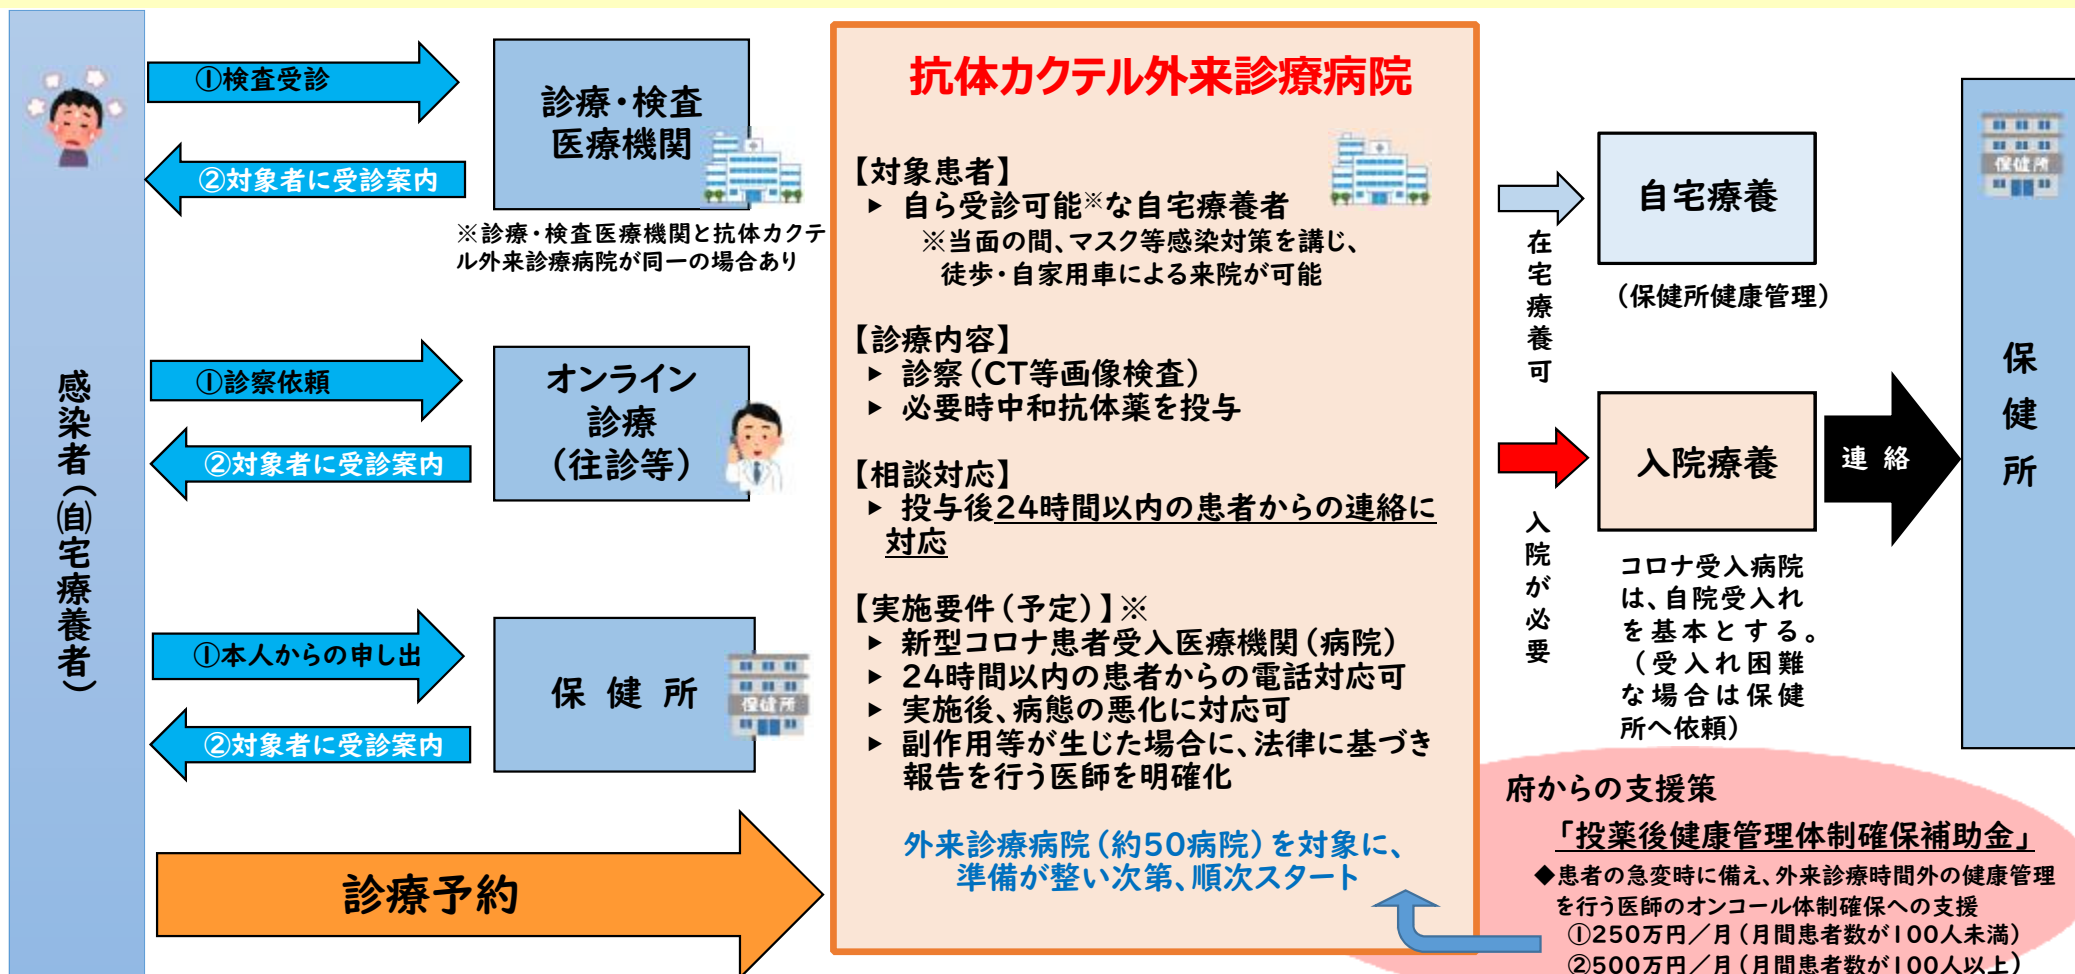 感染者(自宅療養者)
①検査受診
②対象者に受診案内
診療・検査
医療機関
※診療・検査医療機関と抗体カクテ
ル外来診療病院が同一の場合あり
①診察依頼
②対象者に受診案内
オンライン
診療
(往診等)
①本人からの申し出
②対象者に受診案内
保 健 所
保健所
診療予約
抗体カクテル外来診療病院
【対象患者】
▶ 自ら受診可能※な自宅療養者
※当面の間、マスク等感染対策を講じ、
徒歩・自家用車による来院が可能
【診療内容】
▶ 診察(CT等画像検査)
▶ 必要時中和抗体薬を投与
【相談対応】
▶ 投与後24時間以内の患者からの連絡に
対応
【実施要件(予定)】※
▶ 新型コロナ患者受入医療機関(病院)
▶ 24時間以内の患者からの電話対応可
▶ 実施後、病態の悪化に対応可
▶ 副作用等が生じた場合に、法律に基づき
報告を行う医師を明確化
外来診療病院(約50病院)を対象に、
準備が整い次第、順次スタート
在宅療養可
自宅療養
(保健所健康管理)
入院が必要
入院療養
連 絡
コロナ受入病院
は、自院受入れ
を基本とする。
(受入れ困難
な場合は保健
所へ依頼)
保健所
保健所
府からの支援策
「投薬後健康管理体制確保補助金」
◆患者の急変時に備え、外来診療時間外の健康管理
を行う医師のオンコール体制確保への支援
①250万円/月(月間患者数が100人未満)
②500万円/月(月間患者数が100人以上)